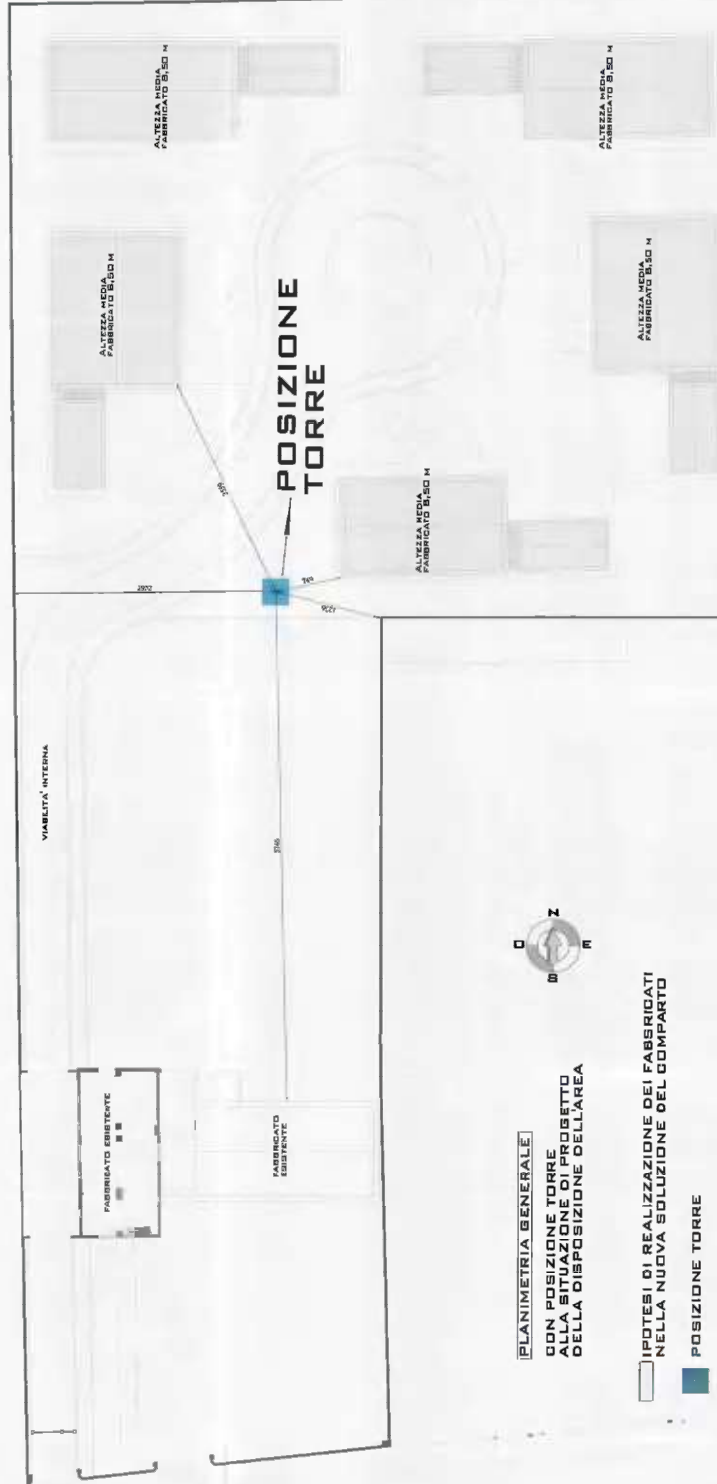 ALTEZZA MEDIA
FABBRICATO 8,50 M
ALTEZZA MEDIA
FABBRICATO 8,50 M
ALTEZZA MEDIA
FABBRICATO 8,50 M
ALTEZZA MEDIA
FABBRICATO 8,50 M
ALTEZZA MEDIA
FABBRICATO 8,50 M
POSIZIONE
TORRE
2970
1226
5745
VIABILITA' INTERNA
FABBRICATO ESISTENTE
FABBRICATO
ESISTENTE
O
N
S
E
PLANIMETRIA GENERALE
CON POSIZIONE TORRE
ALLA SITUAZIONE DI PROGETTO
DELLA DISPOSIZIONE DELL'AREA
IPOTESI DI REALIZZAZIONE DEI FABBRICATI
NELLA NUOVA SOLUZIONE DEL COMPARTO
POSIZIONE TORRE